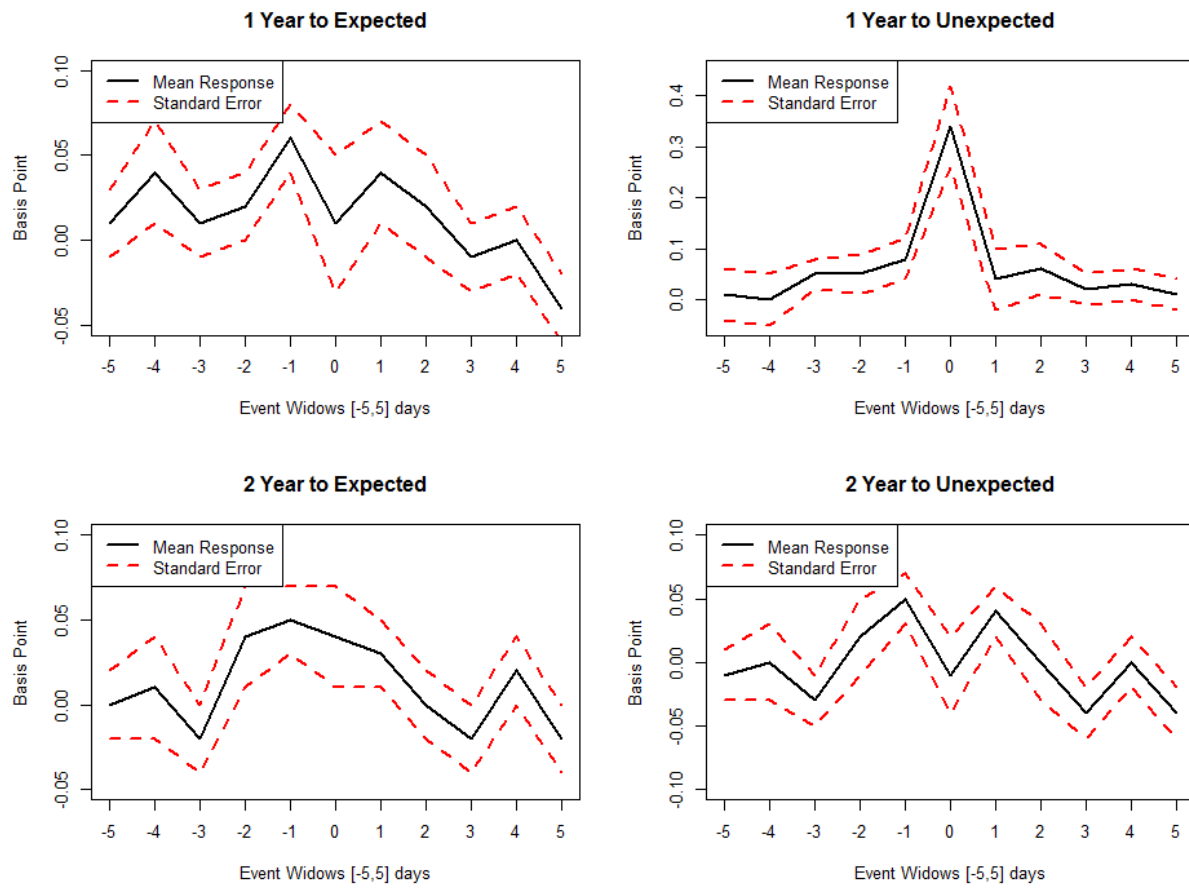 1 Year to Expected
Mean Response
Standard Error
0.10
0.05
0.00
-0.05
Basis Point
-5 -4 -3 -2 -1 0 1 2 3 4 5
Event Widows [-5,5] days
1 Year to Unexpected
Mean Response
Standard Error
0.4
0.3
0.2
0.1
0.0
Basis Point
-5 -4 -3 -2 -1 0 1 2 3 4 5
Event Widows [-5,5] days
2 Year to Expected
Mean Response
Standard Error
0.10
0.05
0.00
-0.05
Basis Point
-5 -4 -3 -2 -1 0 1 2 3 4 5
Event Widows [-5,5] days
2 Year to Unexpected
Mean Response
Standard Error
0.10
0.05
0.00
-0.05
-0.10
Basis Point
-5 -4 -3 -2 -1 0 1 2 3 4 5
Event Widows [-5,5] days